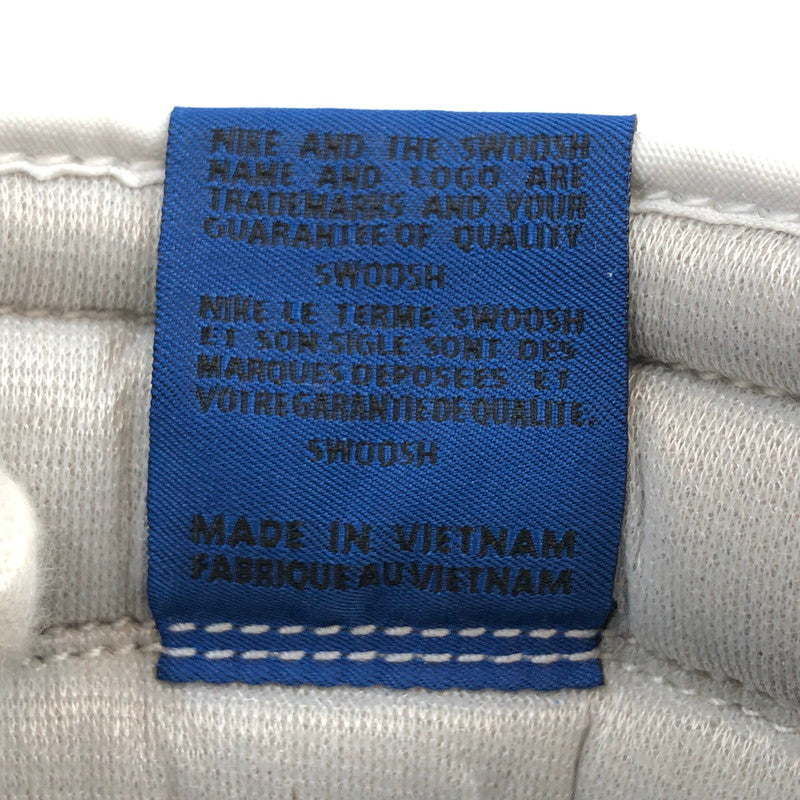 NIKE AND THE SWOOSH
NAME AND LOGO ARE
TRADEMARKS AND YOUR
GUARANTEE OF QUALITY
SWOOSH
NIKE LE TERME SWOOSH
ET SON SIGLE SONT DES
MARQUES DEPOSEES ET
VOTRE GARANTIE DE QUALITE.
SWOOSH
MADE IN VIETNAM
FABRIQUE AU VIETNAM